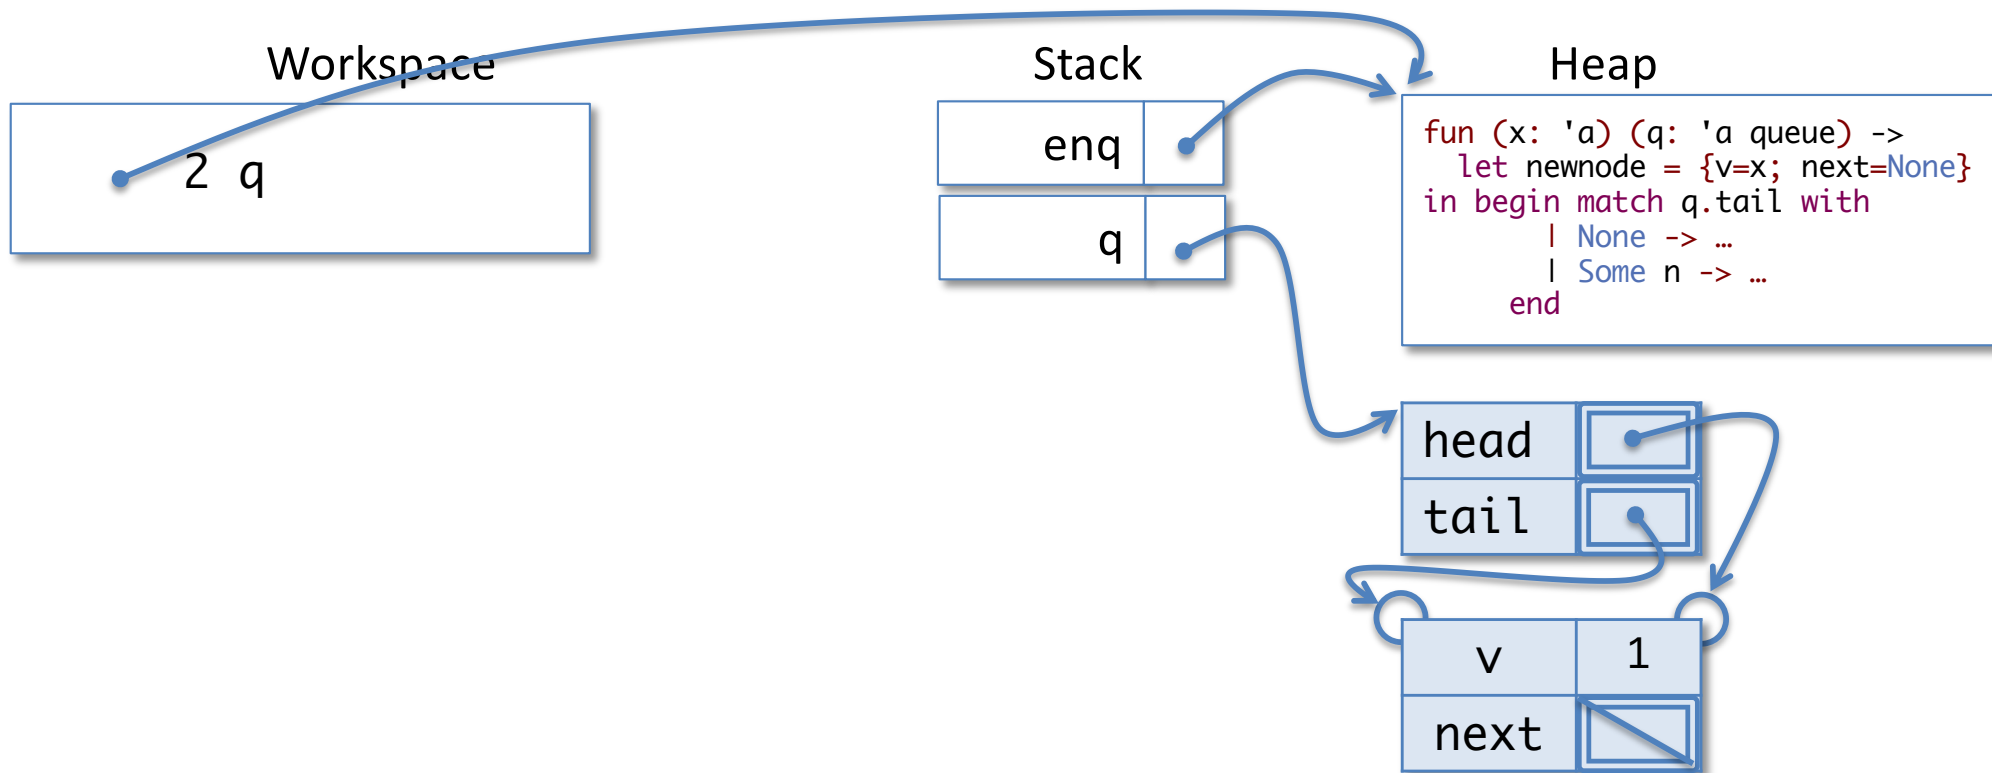 Workspace
Stack
Heap
2 q
enq
q
fun (x: 'a) (q: 'a queue) ->
let newnode = {v=x; next=None}
in begin match q.tail with
| None -> …
| Some n -> …
end
head
tail
v 1
next